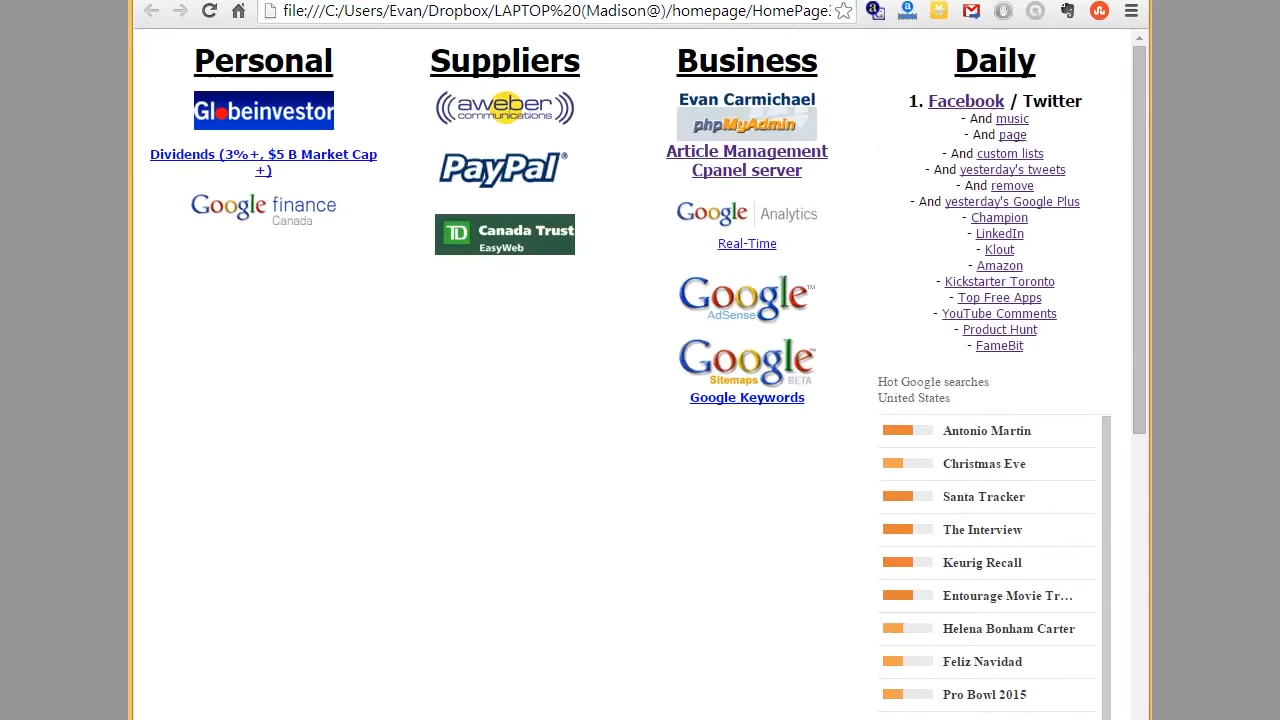 file:///C:/Users/Evan/Dropbox/LAPTOP%20(Madison@)/homepage/HomePage
Personal
Globeinvestor
Dividends (3%+, $5 B Market Cap
+)
Google finance
Canada
Suppliers
aweber
communications
PayPal
TD Canada Trust
EasyWeb
Business
Evan Carmichael
phpMyAdmin
Article Management
Cpanel server
Google Analytics
Real-Time
Google™
AdSense
Google™
Sitemaps BETA
Google Keywords
Daily
1. Facebook / Twitter
- And music
- And page
- And custom lists
- And yesterday's tweets
- And remove
- And yesterday's Google Plus
- Champion
- LinkedIn
- Klout
- Amazon
- Kickstarter Toronto
- Top Free Apps
- YouTube Comments
- Product Hunt
- FameBit
Hot Google searches
United States
Antonio Martin
Christmas Eve
Santa Tracker
The Interview
Keurig Recall
Entourage Movie Tr...
Helena Bonham Carter
Feliz Navidad
Pro Bowl 2015